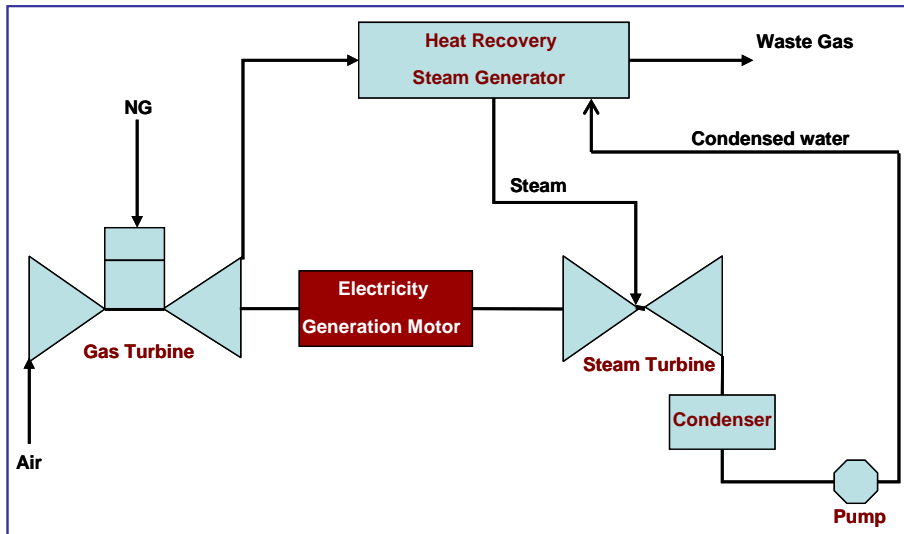 Heat Recovery
Steam Generator
Waste Gas
NG
Condensed water
Steam
Electricity
Generation Motor
Gas Turbine
Steam Turbine
Condenser
Air
Pump